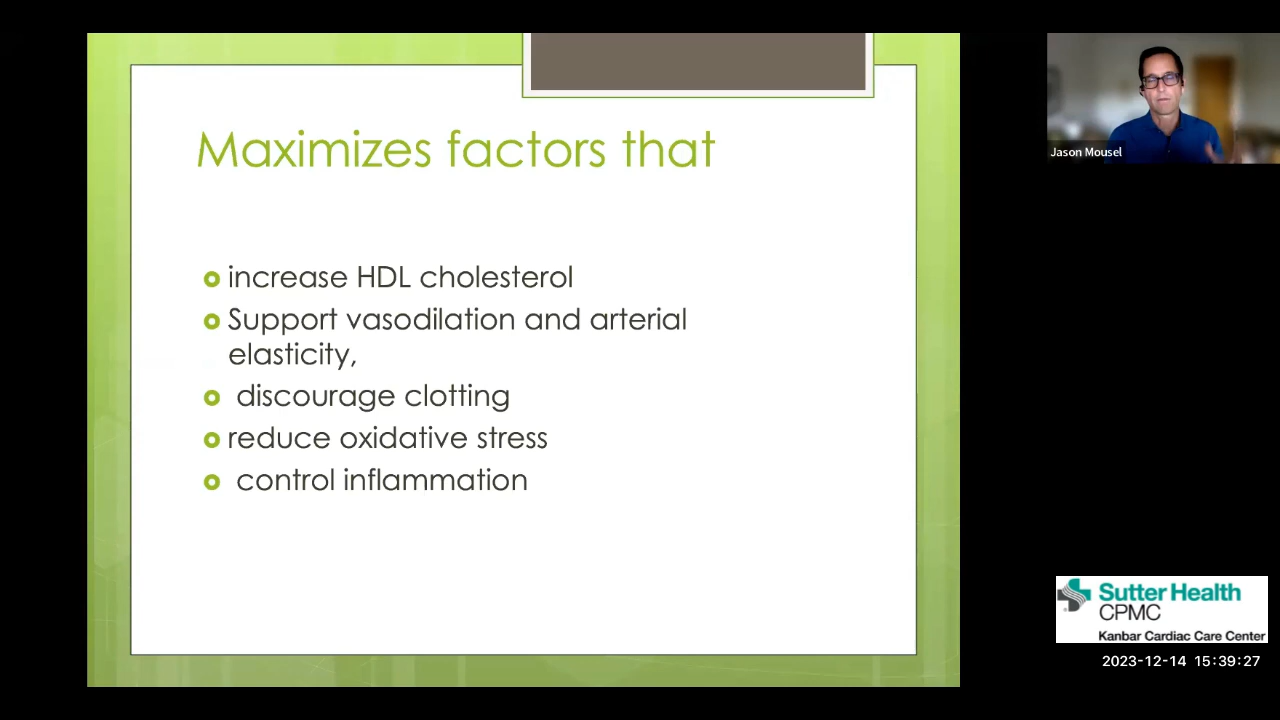 Maximizes factors that
increase HDL cholesterol
Support vasodilation and arterial
elasticity,
discourage clotting
reduce oxidative stress
control inflammation
Jason Mousel
Sutter Health
CPMC
Kanbar Cardiac Care Center
2023-12-14 15:39:27